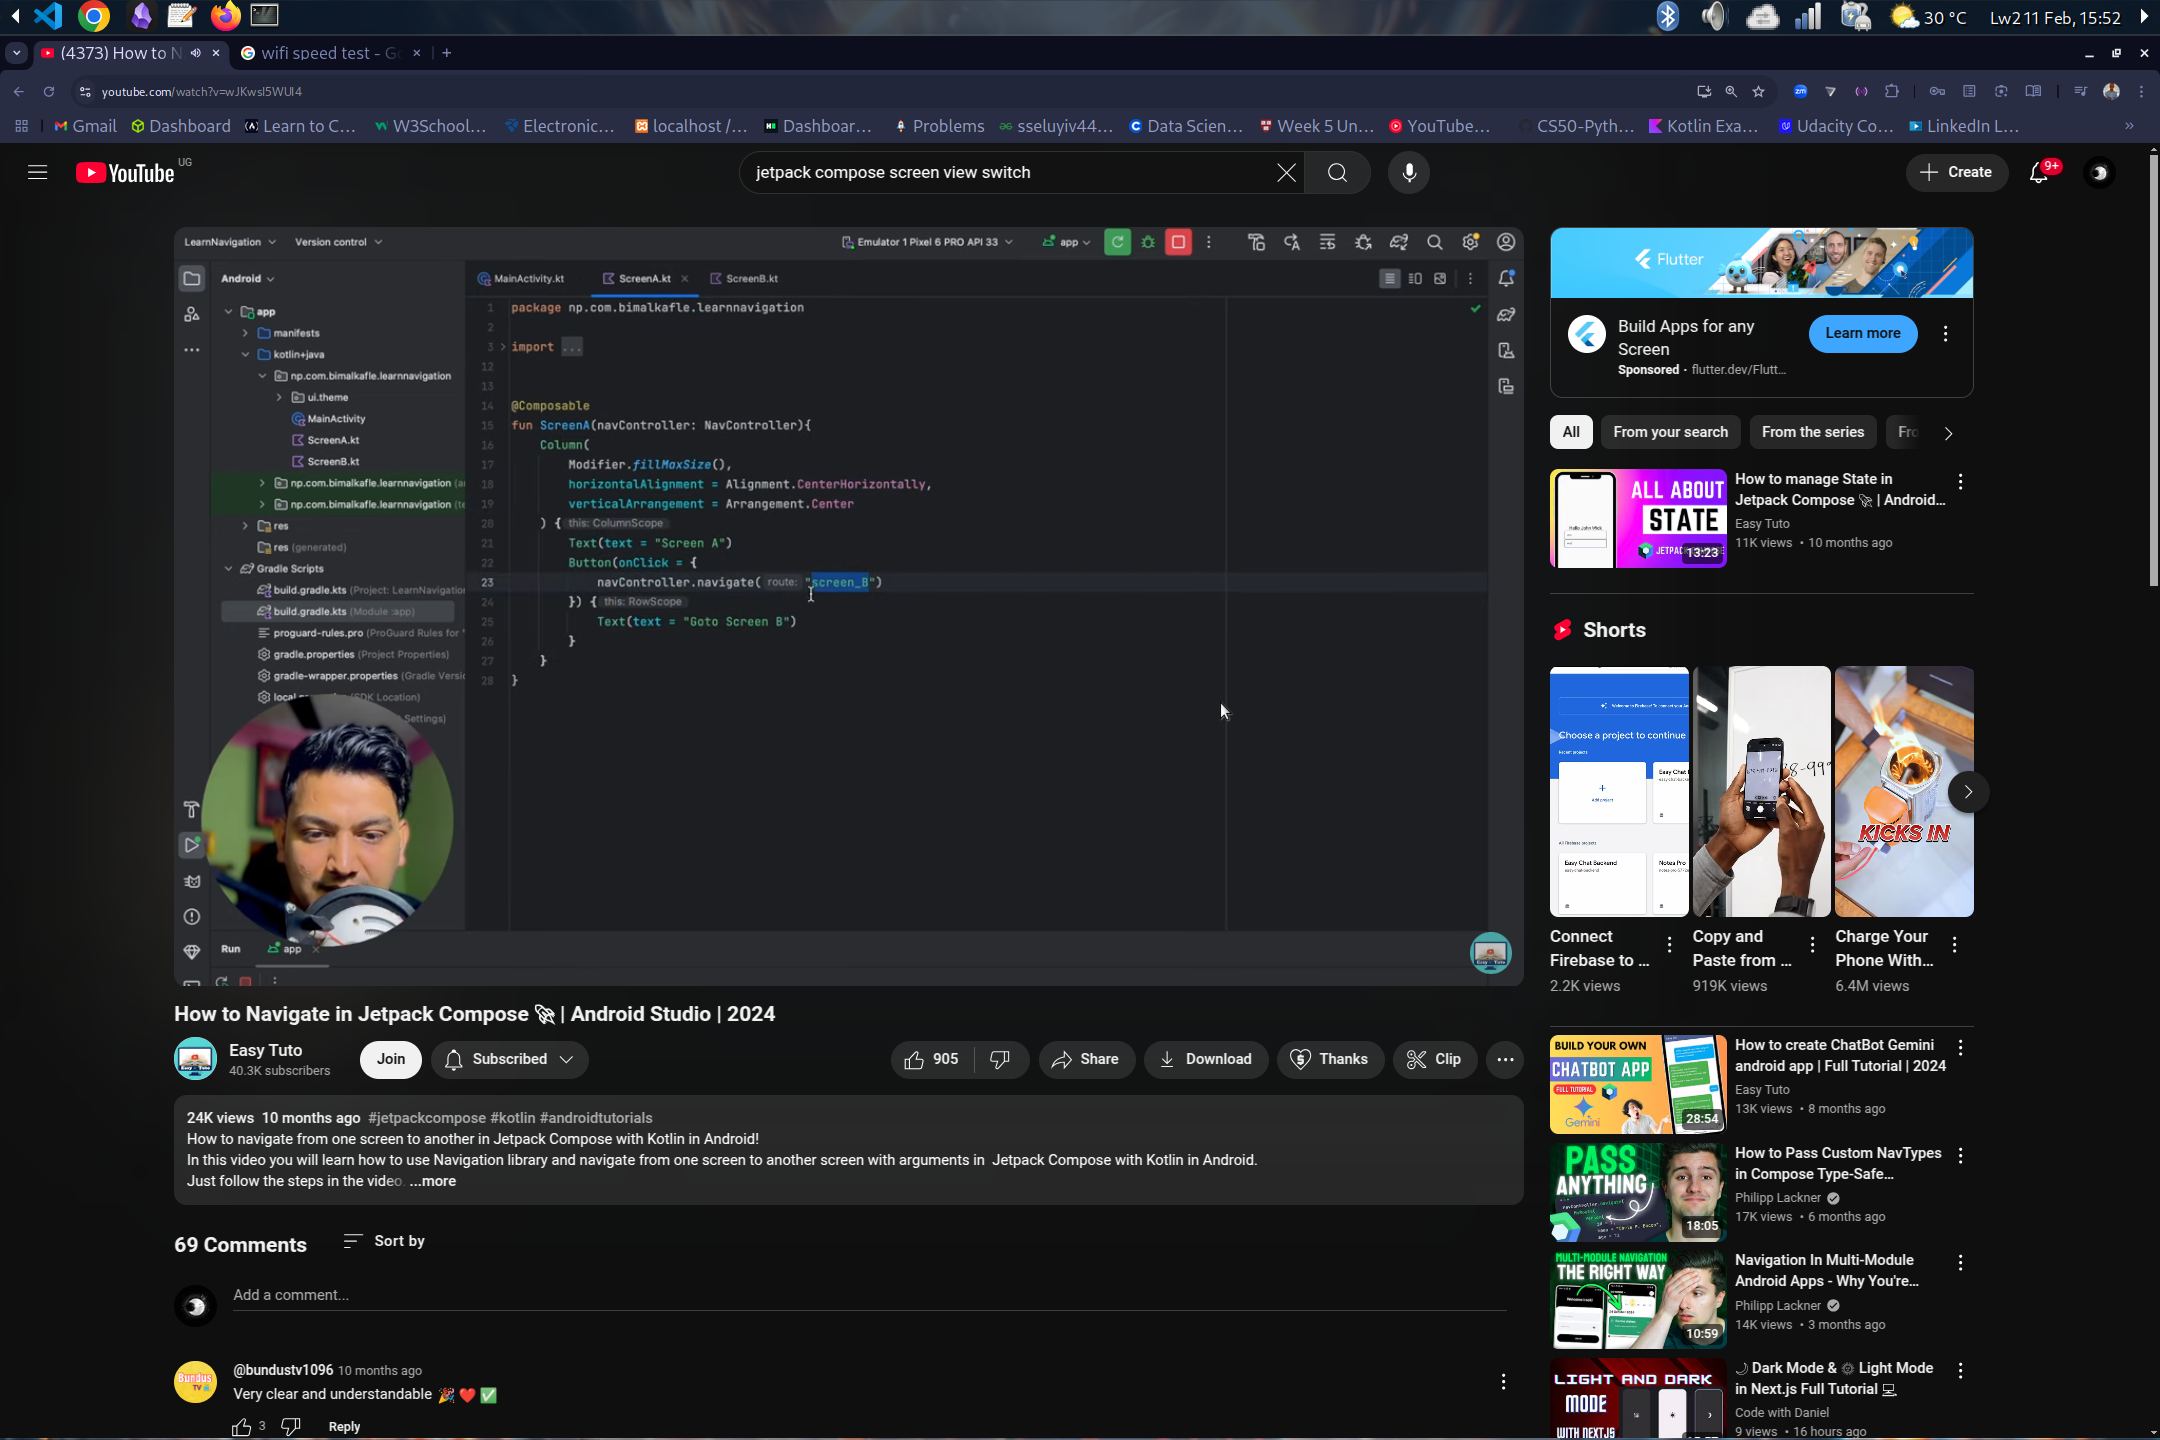 30 °C
Lw2 11 Feb, 15:52
(4373) How to N
wifi speed test - Go
youtube.com/watch?v=wJKwsI5WUI4
Gmail
Dashboard
Learn to C...
W3School...
Electronic...
localhost /...
Dashboar...
Problems
sseluyiv44...
Data Scien...
Week 5 Un...
YouTube...
CS50-Pyth...
Kotlin Exa...
Udacity Co...
LinkedIn L...
YouTube
UG
jetpack compose screen view switch
Create
9+
LearnNavigation
Version control
Emulator 1 Pixel 6 PRO API 33
app
Android
MainActivity.kt
ScreenA.kt
ScreenB.kt
app
manifests
kotlin+java
np.com.bimalkafle.learnnavigation
ui.theme
MainActivity
ScreenA.kt
ScreenB.kt
np.com.bimalkafle.learnnavigation
np.com.bimalkafle.learnnavigation
res
res (generated)
Gradle Scripts
build.gradle.kts (Project: LearnNavigation
build.gradle.kts (Module :app)
proguard-rules.pro (ProGuard Rules for
gradle.properties (Project Properties)
gradle-wrapper.properties (Gradle Versi
Location)
Settings)
1 package np.com.bimalkafle.learnnavigation
2
3 import ...
12
13
14 @Composable
15 fun ScreenA(navController: NavController){
16 Column(
17 Modifier.fillMaxSize(),
18 horizontalAlignment = Alignment.CenterHorizontally,
19 verticalArrangement = Arrangement.Center
20 ) { this: ColumnScope
21 Text(text = "Screen A")
22 Button(onClick = {
23 navController.navigate( route: "screen_B")
24 }) { this: RowScope
25 Text(text = "Goto Screen B")
26 }
27 }
28 }
Run
app
How to Navigate in Jetpack Compose 🚀 | Android Studio | 2024
Easy Tuto
40.3K subscribers
Join
Subscribed
905
Share
Download
Thanks
Clip
24K views 10 months ago #jetpackcompose #kotlin #androidtutorials
How to navigate from one screen to another in Jetpack Compose with Kotlin in Android!
In this video you will learn how to use Navigation library and navigate from one screen to another screen with arguments in Jetpack Compose with Kotlin in Android.
Just follow the steps in the video. ...more
69 Comments
Sort by
Add a comment...
@bundustv1096 10 months ago
Very clear and understandable 🎉❤️✅
3
Reply
Flutter
Build Apps for any
Screen
Sponsored · flutter.dev/Flutt...
Learn more
All
From your search
From the series
Fro
ALL ABOUT
STATE
13:23
How to manage State in
Jetpack Compose 🚀 | Android...
Easy Tuto
11K views • 10 months ago
Shorts
Choose a project to continue
Add project
Easy Chat Backend
Notes Pro
KICKS IN
Connect
Firebase to ...
2.2K views
Copy and
Paste from ...
919K views
Charge Your
Phone With...
6.4M views
BUILD YOUR OWN
CHATBOT APP
FULL TUTORIAL
Gemini
28:54
How to create ChatBot Gemini
android app | Full Tutorial | 2024
Easy Tuto
13K views • 8 months ago
PASS
ANYTHING
18:05
How to Pass Custom NavTypes
in Compose Type-Safe...
Philipp Lackner
17K views • 6 months ago
MULTI-MODULE NAVIGATION
THE RIGHT WAY
10:59
Navigation In Multi-Module
Android Apps - Why You're...
Philipp Lackner
14K views • 3 months ago
LIGHT AND DARK
MODE
WITH NEXTJS
🌙 Dark Mode & 🔆 Light Mode
in Next.js Full Tutorial 💻
Code with Daniel
9 views • 16 hours ago